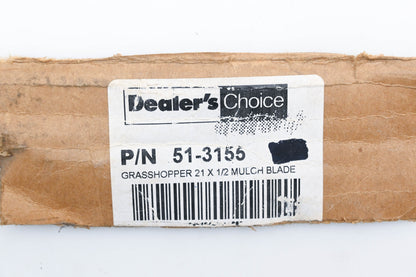 Dealer's Choice
P/N 51-3155
GRASSHOPPER 21 X 1/2 MULCH BLADE